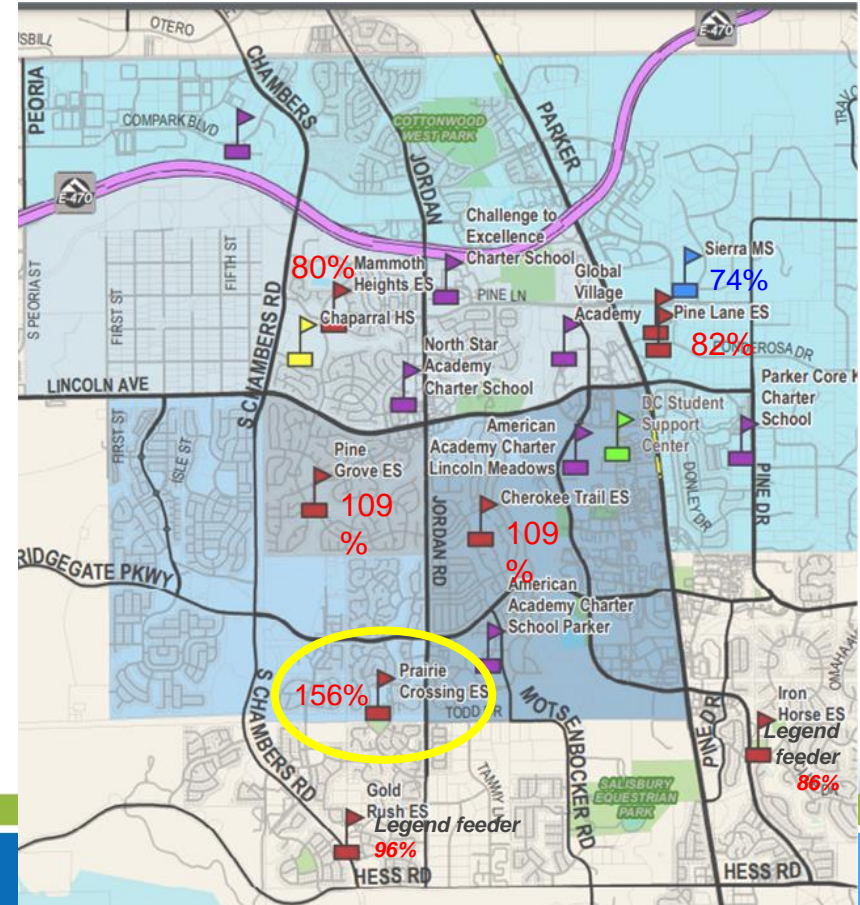 OTERO
CHAMBERS
PEORIA
COMPARK BLVD
COTTONWOOD
WEST PARK
JORDAN
PARKER
E-470
E-470
S PEORIA ST
FIRST ST
FIFTH ST
80%
Mammoth
Heights ES
Chaparral HS
Challenge to
Excellence
Charter School
PINE LN
Global
Village
Academy
Sierra MS
74%
Pine Lane ES
82%
North Star
Academy
Charter School
LINCOLN AVE
S CHAMBERS RD
Parker Core K
Charter
School
DC Student
Support
Center
American
Academy Charter
Lincoln Meadows
FIRST ST
ISLE ST
Pine
Grove ES
109
%
JORDAN RD
Cherokee Trail ES
109
%
DONLEY DR
PINE DR
RIDGEGATE PKWY
American
Academy Charter
School Parker
156%
Prairie
Crossing ES
TODD DR
S CHAMBERS RD
MOTSENBOCKER RD
PINE DR
Iron
Horse ES
Legend
feeder
86%
Gold
Rush ES
Legend feeder
96%
SALISBURY
EQUESTRIAN
PARK
HESS RD
HESS RD